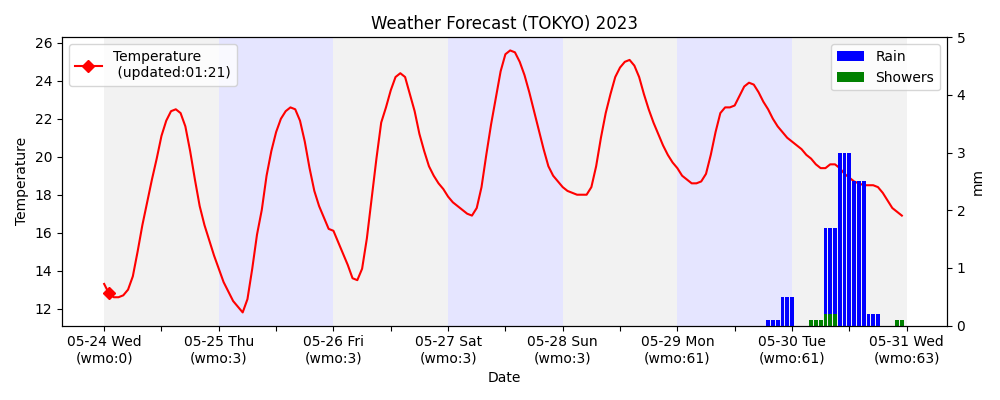 Weather Forecast (TOKYO) 2023
Temperature
(updated:01:21)
Rain
Showers
26
24
22
20
18
16
14
12
Temperature
5
4
3
2
1
0
mm
05-24 Wed
(wmo:0)
05-25 Thu
(wmo:3)
05-26 Fri
(wmo:3)
05-27 Sat
(wmo:3)
05-28 Sun
(wmo:3)
05-29 Mon
(wmo:61)
05-30 Tue
(wmo:61)
05-31 Wed
(wmo:63)
Date